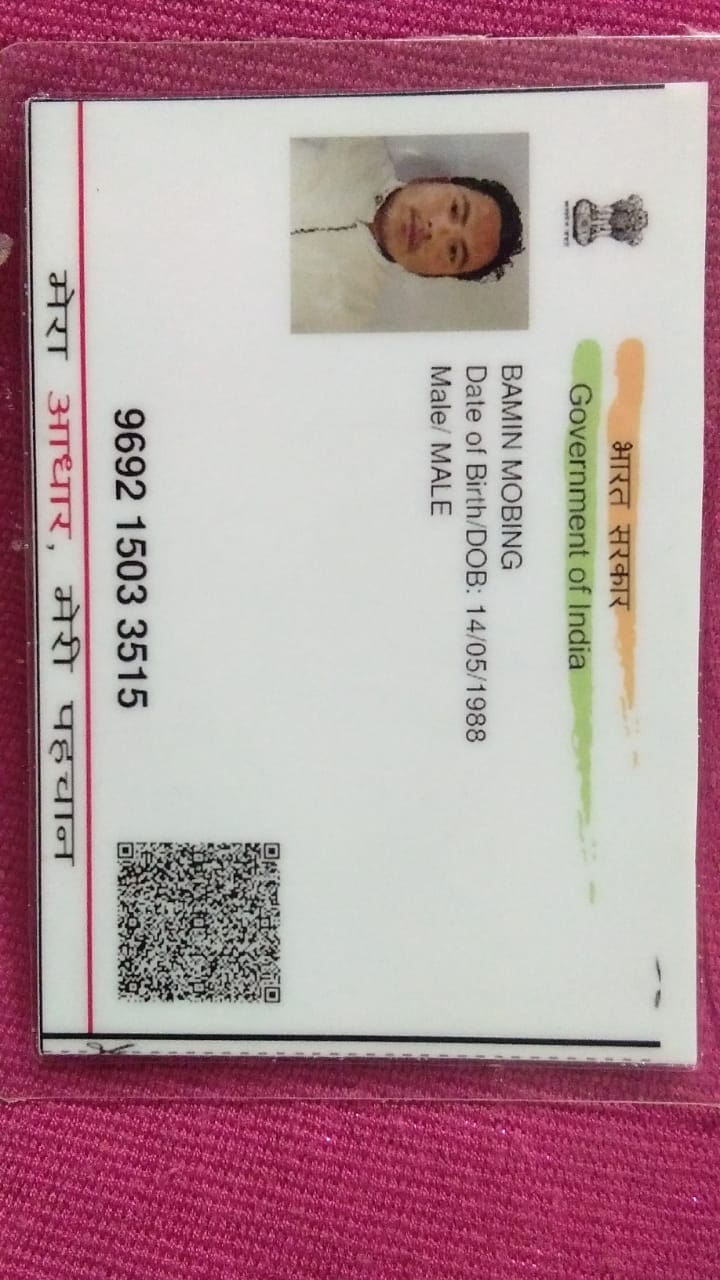 भारत सरकार
Government of India
BAMIN MOBING
Date of Birth/DOB: 14/05/1988
Male/ MALE
9692 1503 3515
मेरा आधार, मेरी पहचान